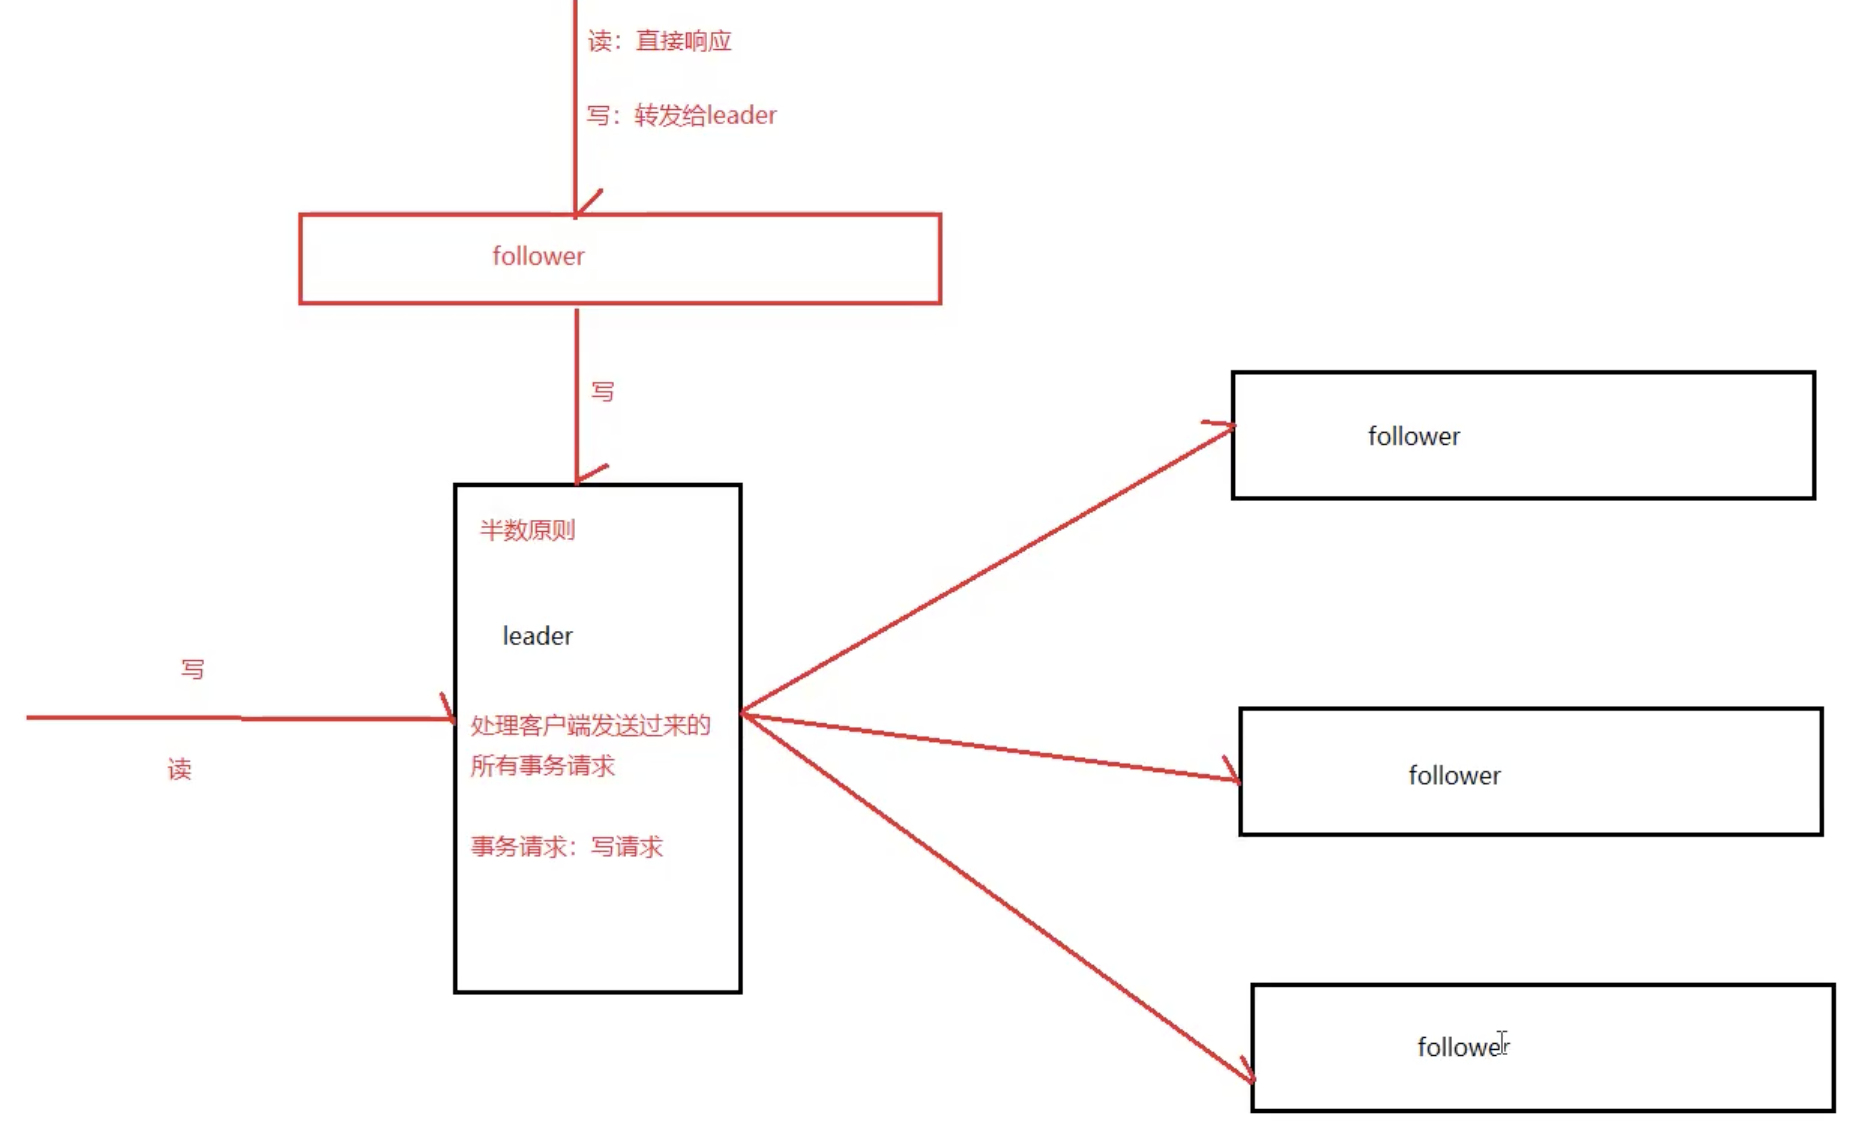 读：直接响应
写：转发给leader
follower
写
follower
半数原则
leader
写
处理客户端发送过来的
所有事务请求
读
follower
事务请求：写请求
follower